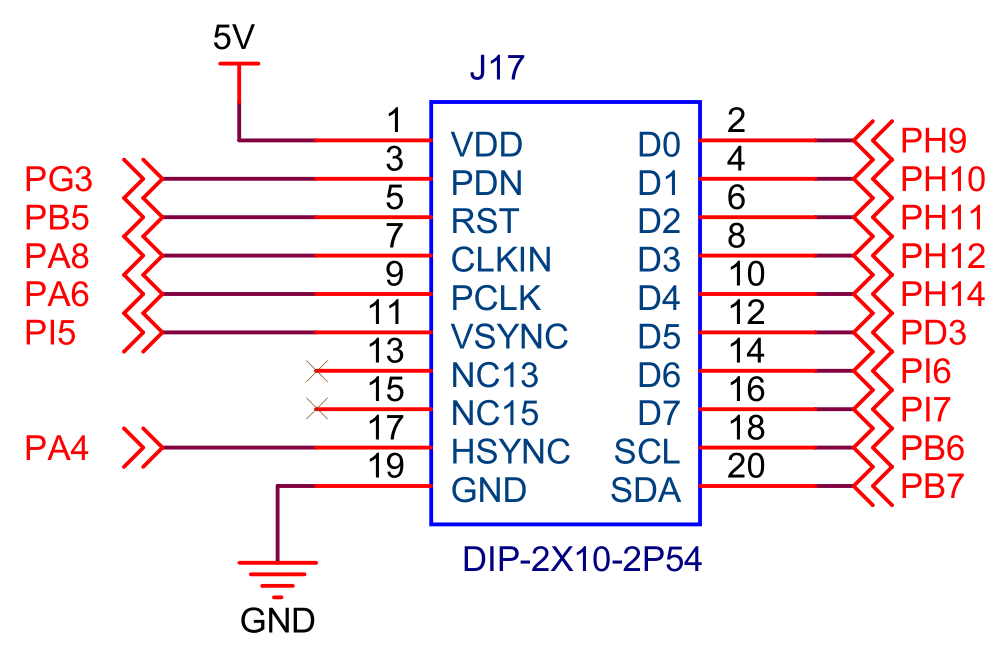 5V
J17
1 VDD D0 2 PH9
PG3 3 PDN D1 4 PH10
PB5 5 RST D2 6 PH11
PA8 7 CLKIN D3 8 PH12
PA6 9 PCLK D4 10 PH14
PI5 11 VSYNC D5 12 PD3
13 NC13 D6 14 PI6
15 NC15 D7 16 PI7
PA4 17 HSYNC SCL 18 PB6
19 GND SDA 20 PB7
DIP-2X10-2P54
GND